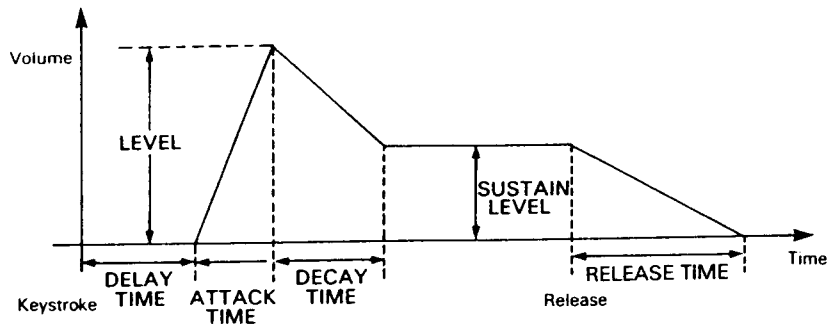 Volume
LEVEL
SUSTAIN
LEVEL
Time
DELAY
TIME
ATTACK
TIME
DECAY
TIME
RELEASE TIME
Keystroke
Release